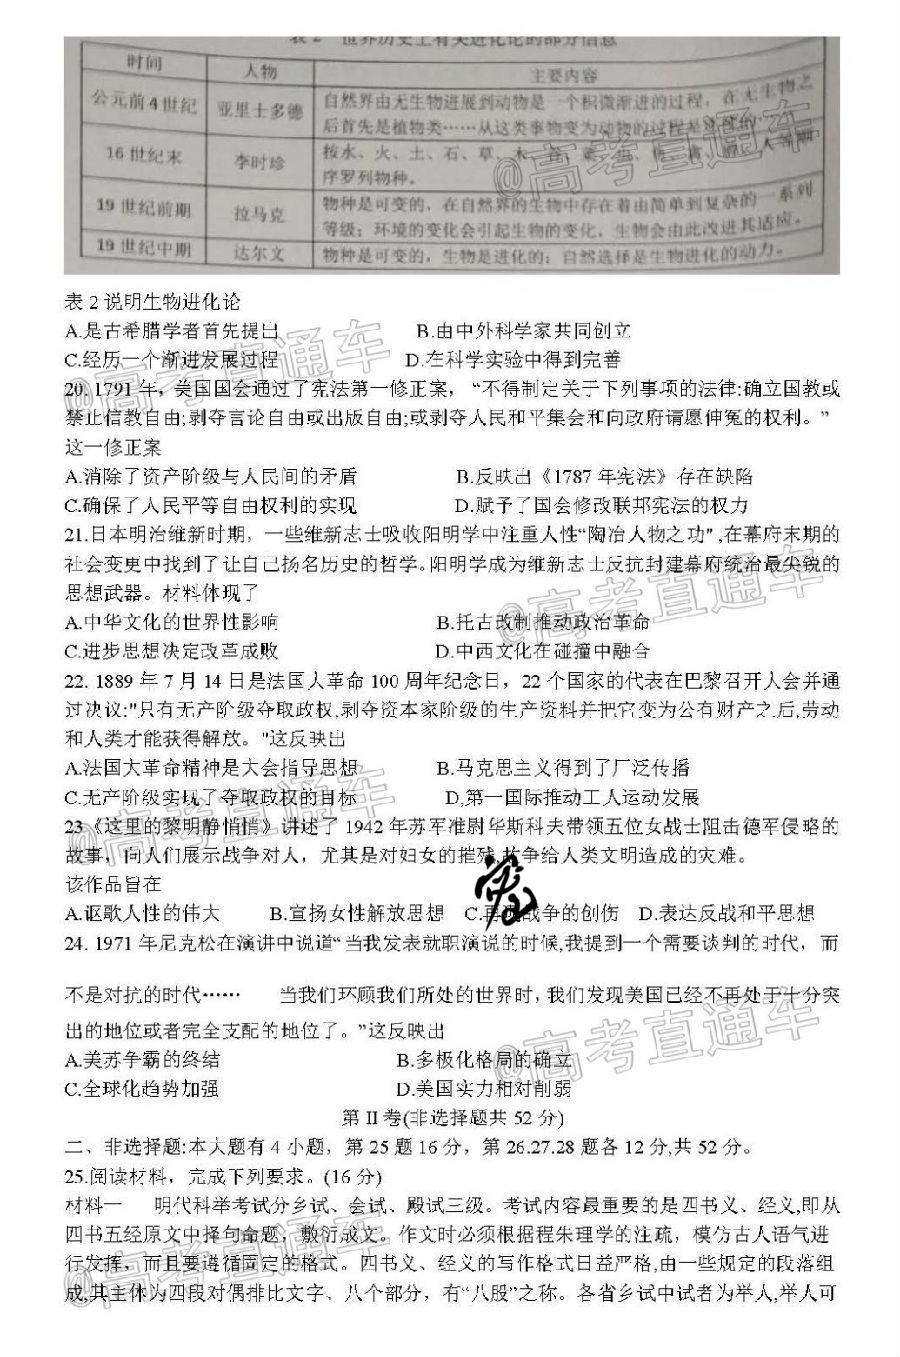 表 2 世界历史上有关进化论的部分信息
时间 人物 主要内容
公元前4世纪 亚里士多德 自然界由无生物进展到动物是一个积微渐进的过程，在无生物之
后首先是植物类……从这类事物变为动物的过程是
16世纪末 李时珍 按水、火、土、石、草、木、
序罗列物种。
19世纪前期 拉马克 物种是可变的，在自然界的生物中存在着由简单到复杂的一系列
等级；环境的变化会引起生物的变化，生物会由此改进其适应。
19世纪中期 达尔文 物种是可变的，生物是进化的；自然选择是生物进化的动力。
表 2 说明生物进化论
A.是古希腊学者首先提出 B.由中外科学家共同创立
C.经历一个渐进发展过程 D.在科学实验中得到完善
20. 1791 年，美国国会通过了宪法第一修正案， “不得制定关于下列事项的法律:确立国教或
禁止信教自由;剥夺言论自由或出版自由;或剥夺人民和平集会和向政府请愿伸冤的权利。”
这一修正案
A.消除了资产阶级与人民间的矛盾 B.反映出《1787 年宪法》存在缺陷
C.确保了人民平等自由权利的实现 D.赋予了国会修改联邦宪法的权力
21.日本明治维新时期，一些维新志士吸收阳明学中注重人性“陶冶人物之功”,在幕府末期的
社会变更中找到了让自己扬名历史的哲学。阳明学成为维新志士反抗封建幕府统治最尖锐的
思想武器。材料体现了
A.中华文化的世界性影响 B.托古改制推动政治革命
C.进步思想决定改革成败 D.中西文化在碰撞中融合
22. 1889 年 7 月 14 日是法国大革命 100 周年纪念日，22 个国家的代表在巴黎召开大会并通
过决议:"只有无产阶级夺取政权,剥夺资本家阶级的生产资料并把它变为公有财产之后,劳动
和人类才能获得解放。"这反映出
A.法国大革命精神是大会指导思想 B.马克思主义得到了广泛传播
C.无产阶级实现了夺取政权的目标 D.第一国际推动工人运动发展
23.《这里的黎明静悄悄》讲述了 1942 年苏军准尉华斯科夫带领五位女战士阻击德军侵略的
故事，向人们展示战争对人，尤其是对妇女的摧残,战争给人类文明造成的灾难。
该作品旨在
A.讴歌人性的伟大 B.宣扬女性解放思想 C.再现战争的创伤 D.表达反战和平思想
24. 1971 年尼克松在演讲中说道“当我发表就职演说的时候,我提到一个需要谈判的时代，而
不是对抗的时代…… 当我们环顾我们所处的世界时，我们发现美国已经不再处于十分突
出的地位或者完全支配的地位了。”这反映出
A.美苏争霸的终结 B.多极化格局的确立
C.全球化趋势加强 D.美国实力相对削弱
第 II 卷(非选择题共 52 分)
二、非选择题:本大题有 4 小题，第 25 题 16 分，第 26.27.28 题各 12 分,共 52 分。
25.阅读材料，完成下列要求。(16 分)
材料一 明代科举考试分乡试、会试、殿试三级。考试内容最重要的是四书义、经义,即从
四书五经原文中择句命题，敷衍成文。作文时必须根据程朱理学的注疏，模仿古人语气进
行发挥，而且要遵循固定的格式。四书义、经义的写作格式日益严格,由一些规定的段落组
成,其主体为四段对偶排比文字、八个部分，有“八股”之称。各省乡试中试者为举人,举人可
@高考直通车
@高考直通车
@高考直通车
@高考直通车
@高考直通车
@高考直通车